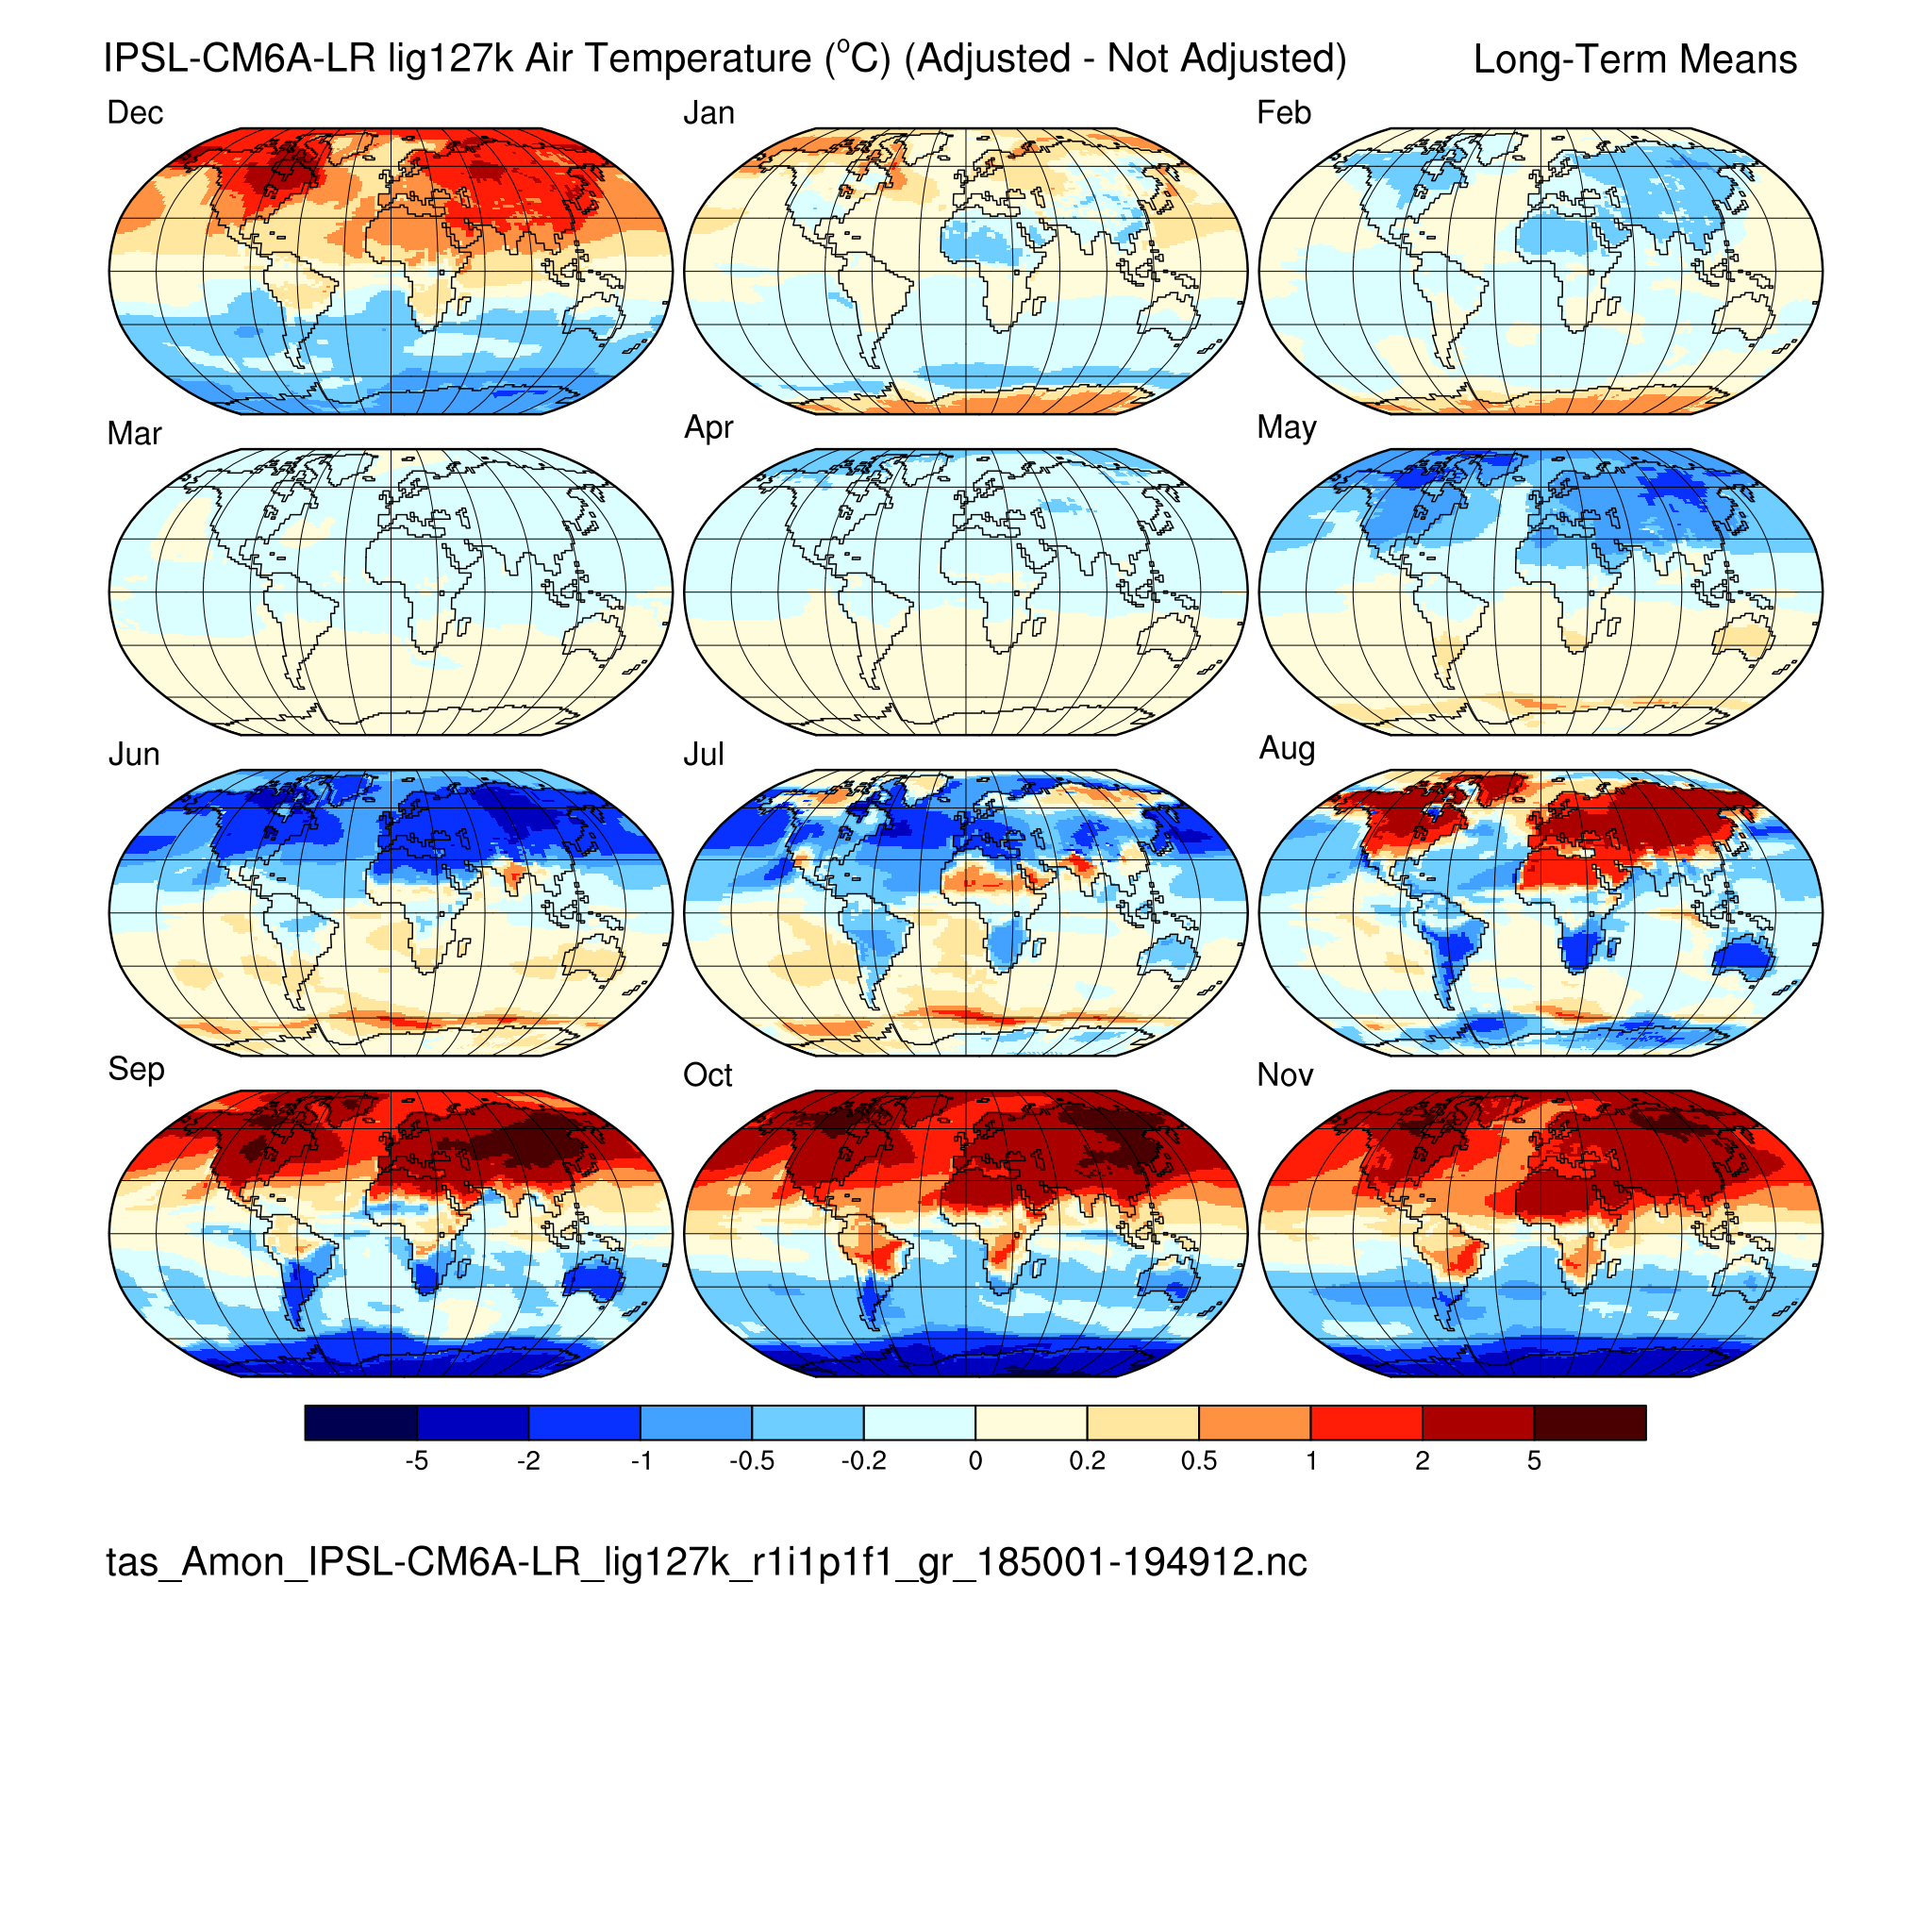 IPSL-CM6A-LR lig127k Air Temperature (°C) (Adjusted - Not Adjusted) Long-Term Means
Dec Jan Feb
Mar Apr May
Jun Jul Aug
Sep Oct Nov
-5 -2 -1 -0.5 -0.2 0 0.2 0.5 1 2 5
tas_Amon_IPSL-CM6A-LR_lig127k_r1i1p1f1_gr_185001-194912.nc